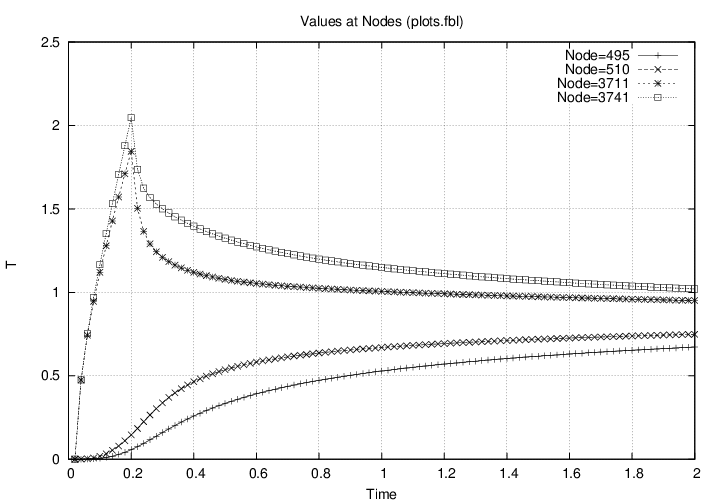 Values at Nodes (plots.fbl)
2.5
Node=495
Node=510
Node=3711
Node=3741
2
1.5
T
1
0.5
0
0 0.2 0.4 0.6 0.8 1 1.2 1.4 1.6 1.8 2
Time